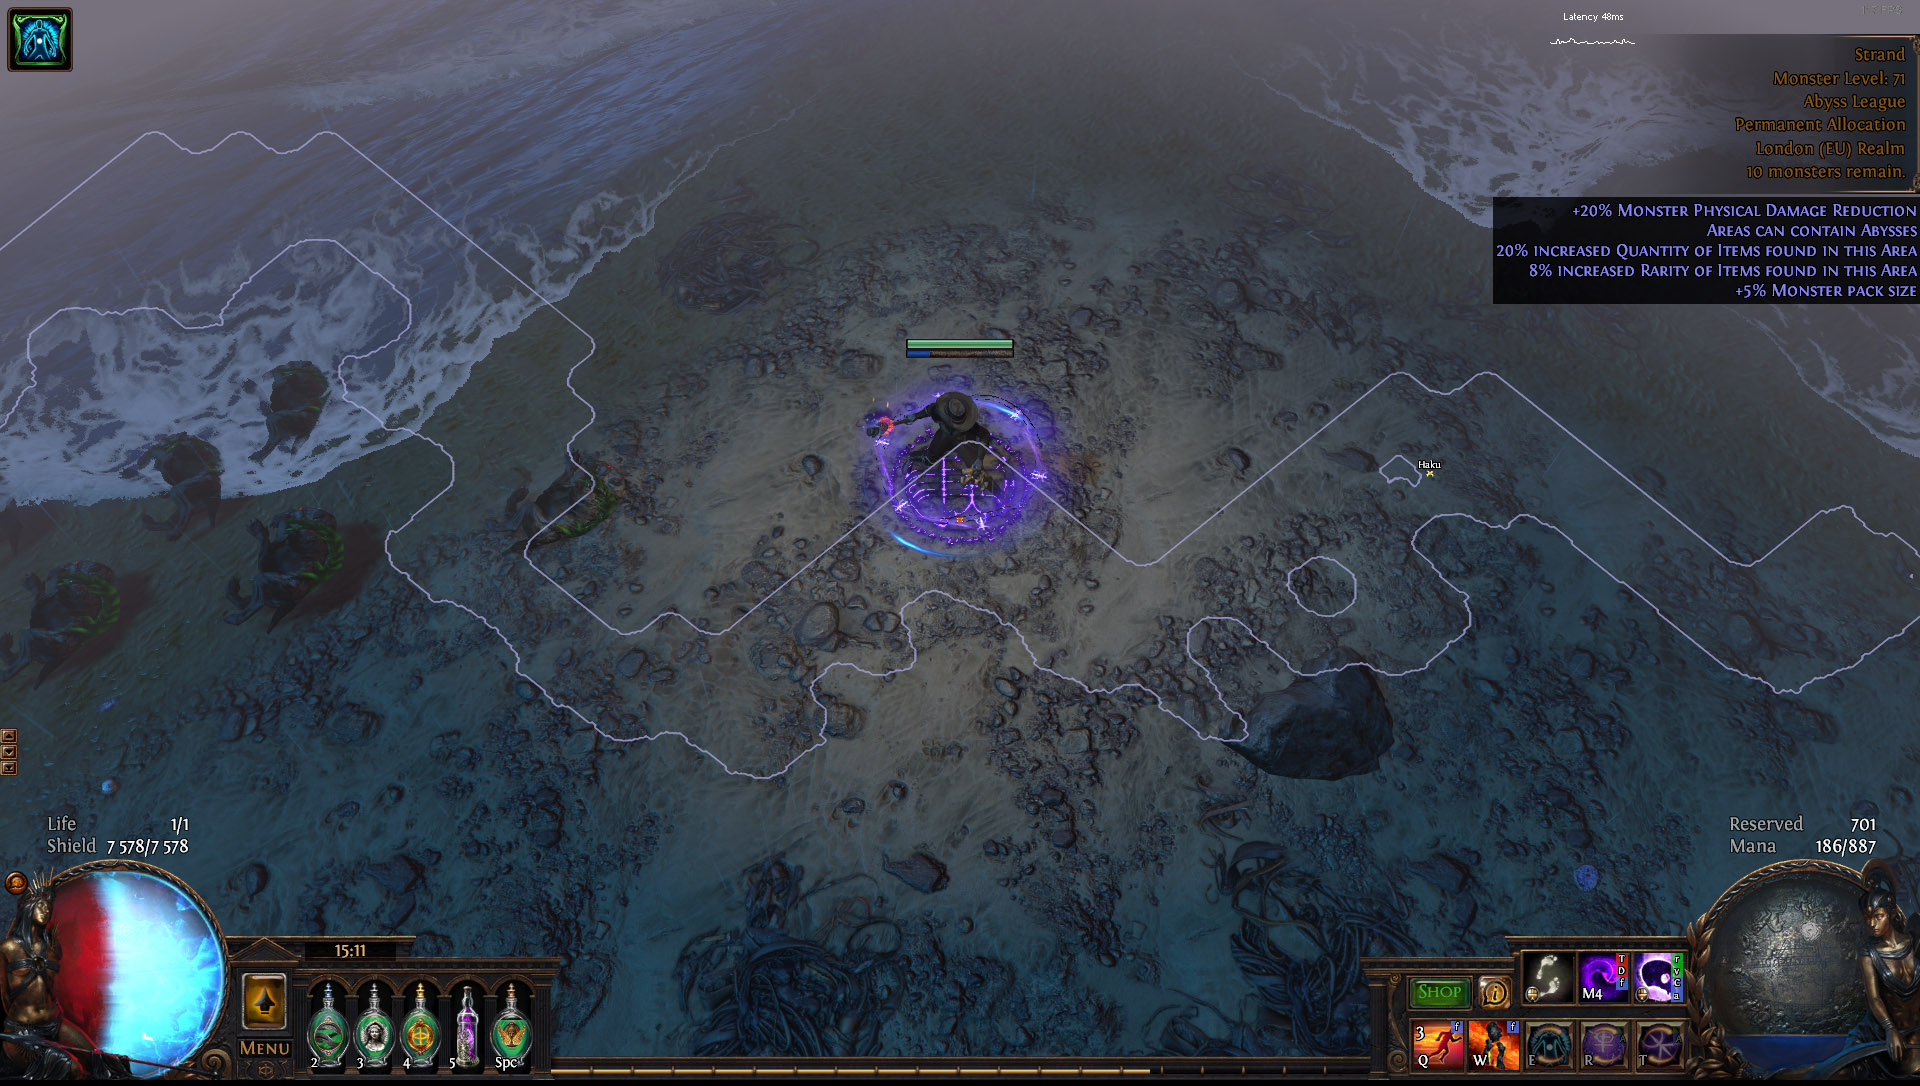 Latency 48ms
Strand
Monster Level: 71
Abyss League
Permanent Allocation
London (EU) Realm
10 monsters remain.
+20% Monster Physical Damage Reduction
Areas can contain Abysses
20% increased Quantity of Items found in this Area
8% increased Rarity of Items found in this Area
+5% Monster pack size
Haku
Life 1/1
Shield 7 578/7 578
Reserved 701
Mana 186/887
15:11
Menu
2 3 4 5 Spc
Shop
M4
T
D
f
r
v
C
a
3 f f
Q W E R T